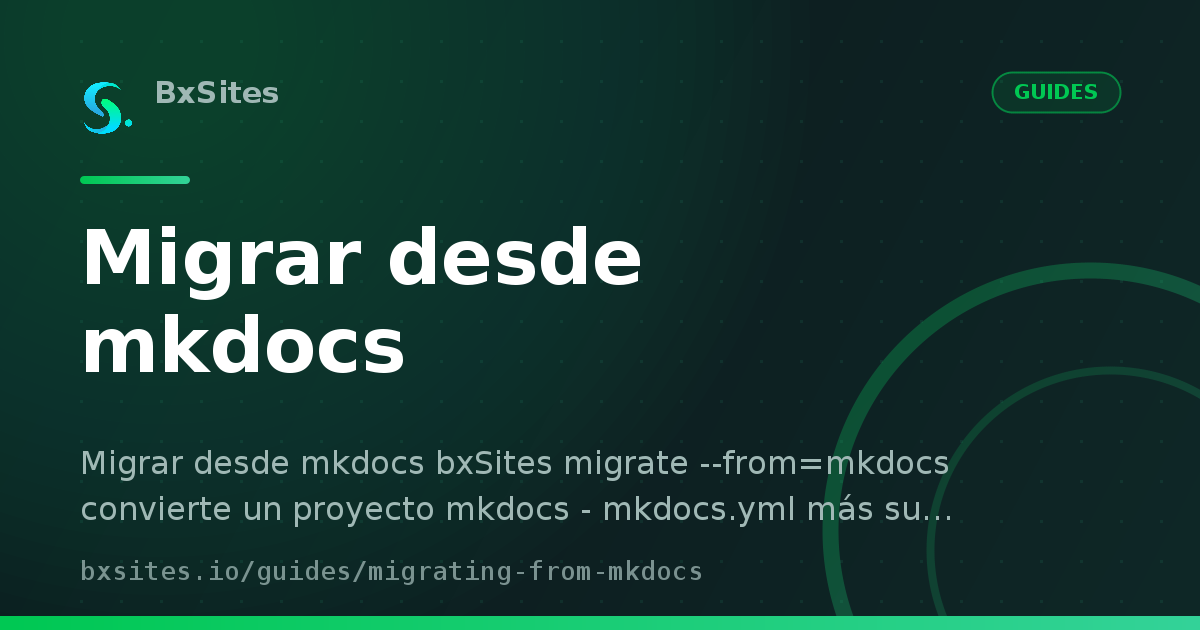 BxSites
GUIDES
Migrar desde
mkdocs
Migrar desde mkdocs bxSites migrate --from=mkdocs
convierte un proyecto mkdocs - mkdocs.yml más su...
bxsites.io/guides/migrating-from-mkdocs